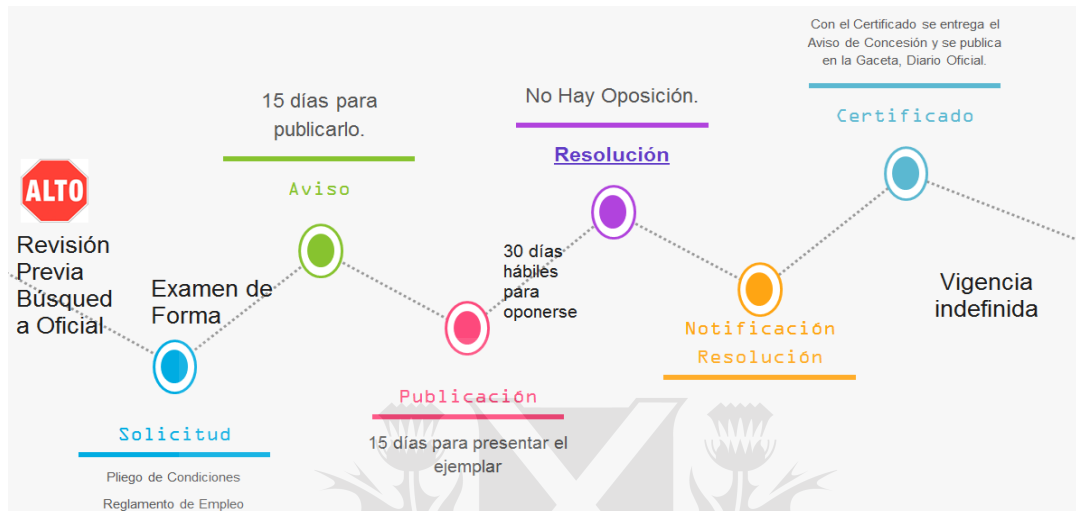 ALTO
Revisión
Previa
Búsqued
a Oficial
Solicitud
Pliego de Condiciones
Reglamento de Empleo
Examen de
Forma
15 días para
publicarlo.
Aviso
Publicación
15 días para presentar el
ejemplar
30 días
hábiles
para
oponerse
No Hay Oposición.
Resolución
Notificación
Resolución
Con el Certificado se entrega el
Aviso de Concesión y se publica
en la Gaceta, Diario Oficial.
Certificado
Vigencia
indefinida